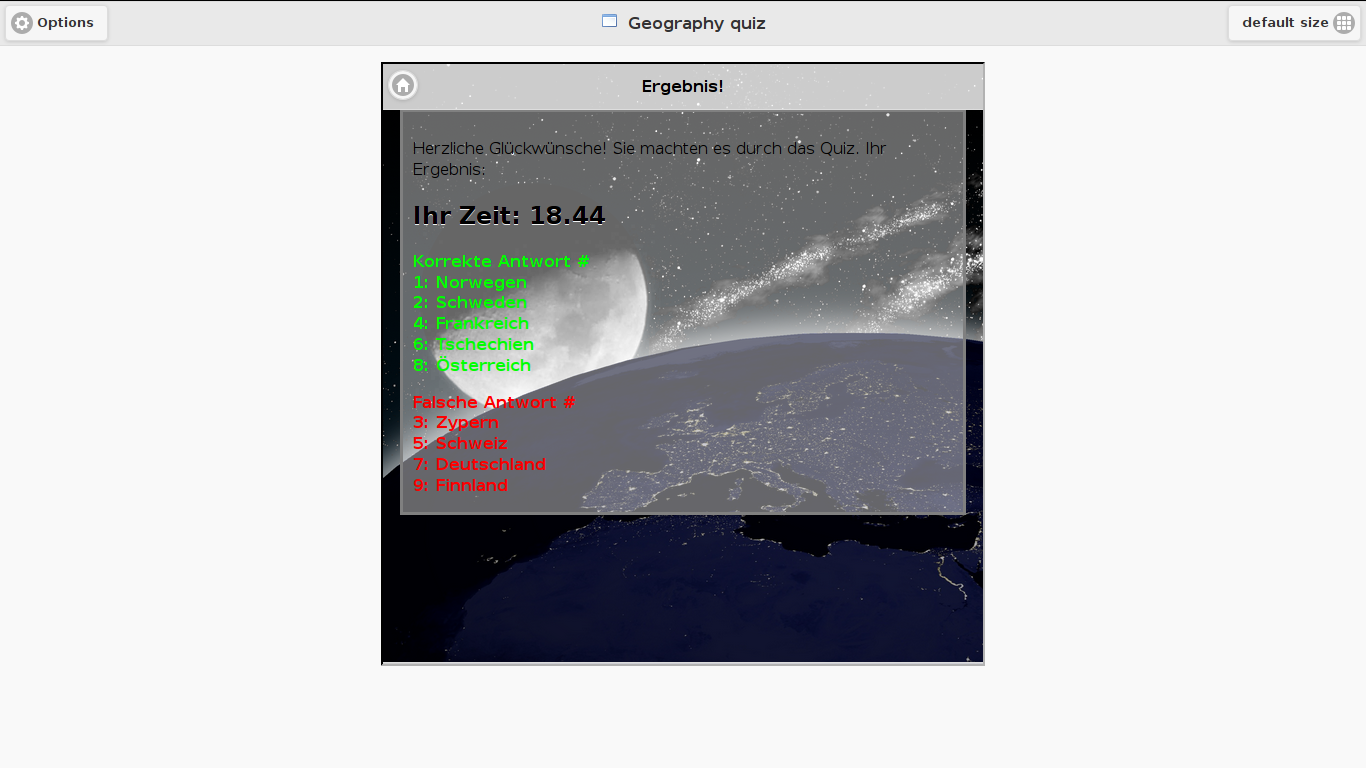 Options
Geography quiz
default size
Ergebnis!
Herzliche Glückwünsche! Sie machten es durch das Quiz. Ihr
Ergebnis:
Ihr Zeit: 18.44
Korrekte Antwort #
1: Norwegen
2: Schweden
4: Frankreich
6: Tschechien
8: Österreich
Falsche Antwort #
3: Zypern
5: Schweiz
7: Deutschland
9: Finnland